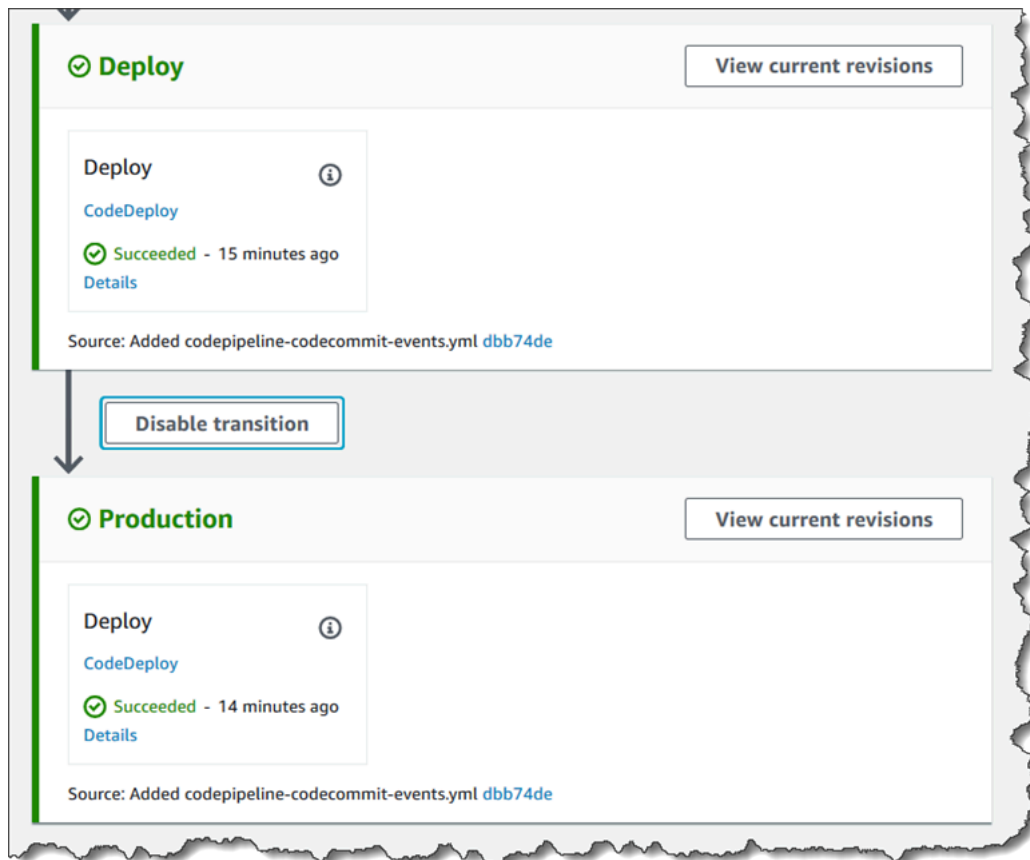 Deploy
View current revisions
Deploy
CodeDeploy
Succeeded - 15 minutes ago
Details
Source: Added codepipeline-codecommit-events.yml dbb74de
Disable transition
Production
View current revisions
Deploy
CodeDeploy
Succeeded - 14 minutes ago
Details
Source: Added codepipeline-codecommit-events.yml dbb74de